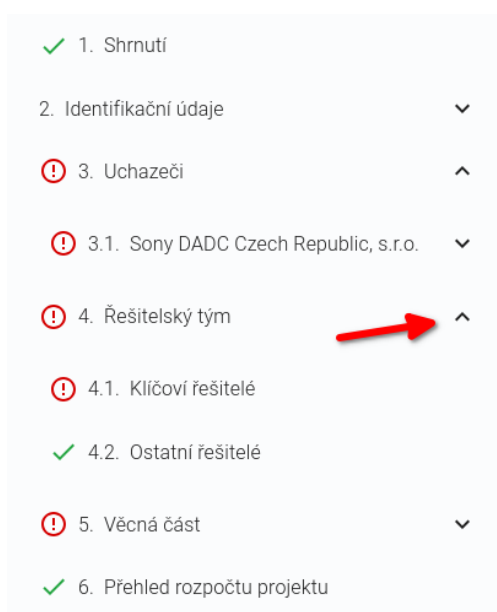 1. Shrnutí
2. Identifikační údaje
3. Uchazeči
3.1. Sony DADC Czech Republic, s.r.o.
4. Řešitelský tým
4.1. Klíčoví řešitelé
4.2. Ostatní řešitelé
5. Věcná část
6. Přehled rozpočtu projektu